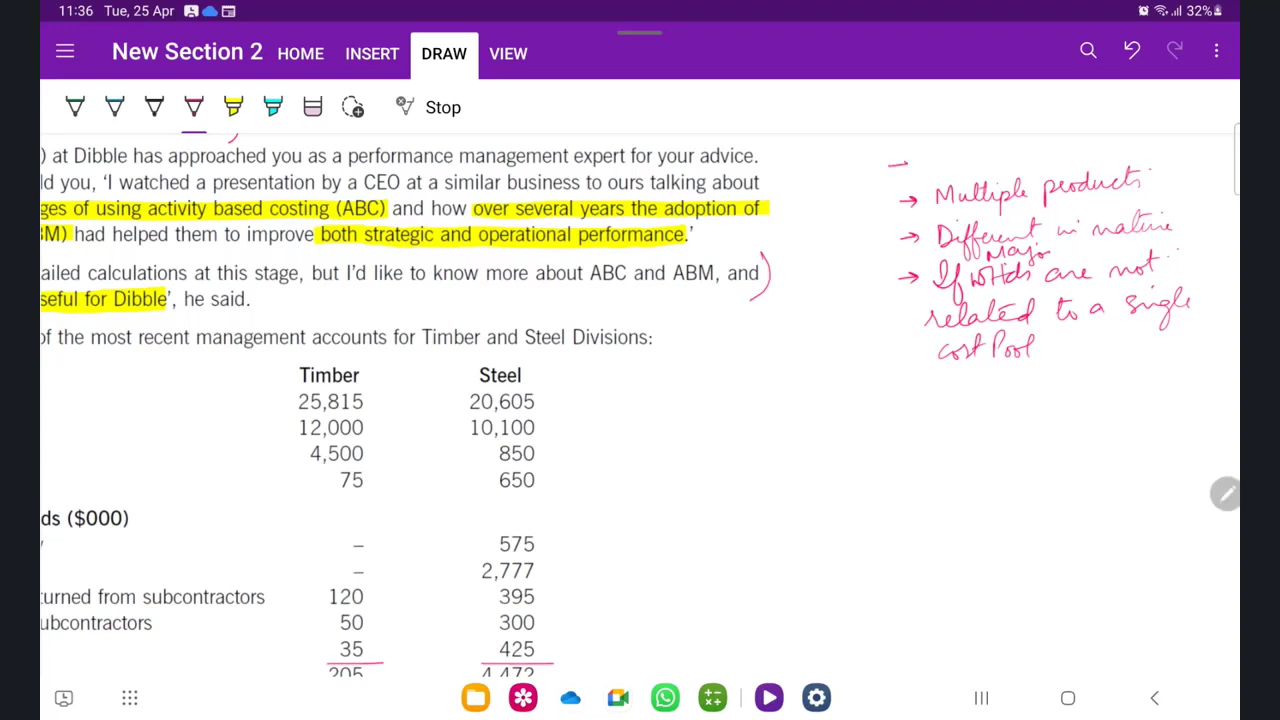 11:36 Tue, 25 Apr 32%
New Section 2 HOME INSERT DRAW VIEW
Stop
) at Dibble has approached you as a performance management expert for your advice.
ld you, 'I watched a presentation by a CEO at a similar business to ours talking about
ges of using activity based costing (ABC) and how over several years the adoption of
M) had helped them to improve both strategic and operational performance.'
ailed calculations at this stage, but I'd like to know more about ABC and ABM, and
seful for Dibble', he said.
of the most recent management accounts for Timber and Steel Divisions:
Timber Steel
25,815 20,605
12,000 10,100
4,500 850
75 650
ds ($000)
– 575
– 2,777
turned from subcontractors 120 395
ubcontractors 50 300
35 425
205 4,472
→ Multiple products
→ Different in nature
Major
→ If OHds are not
related to a single
cost Pool